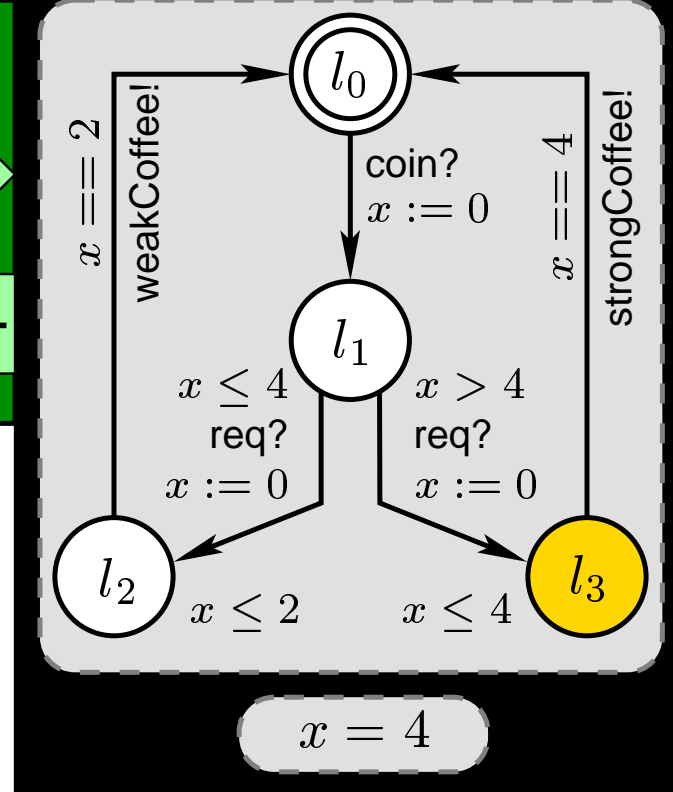 l₀
coin?
x := 0
x == 2
weakCoffee!
x == 4
strongCoffee!
l₁
x ≤ 4
req?
x := 0
x > 4
req?
x := 0
l₂
x ≤ 2
x ≤ 4
l₃
x = 4